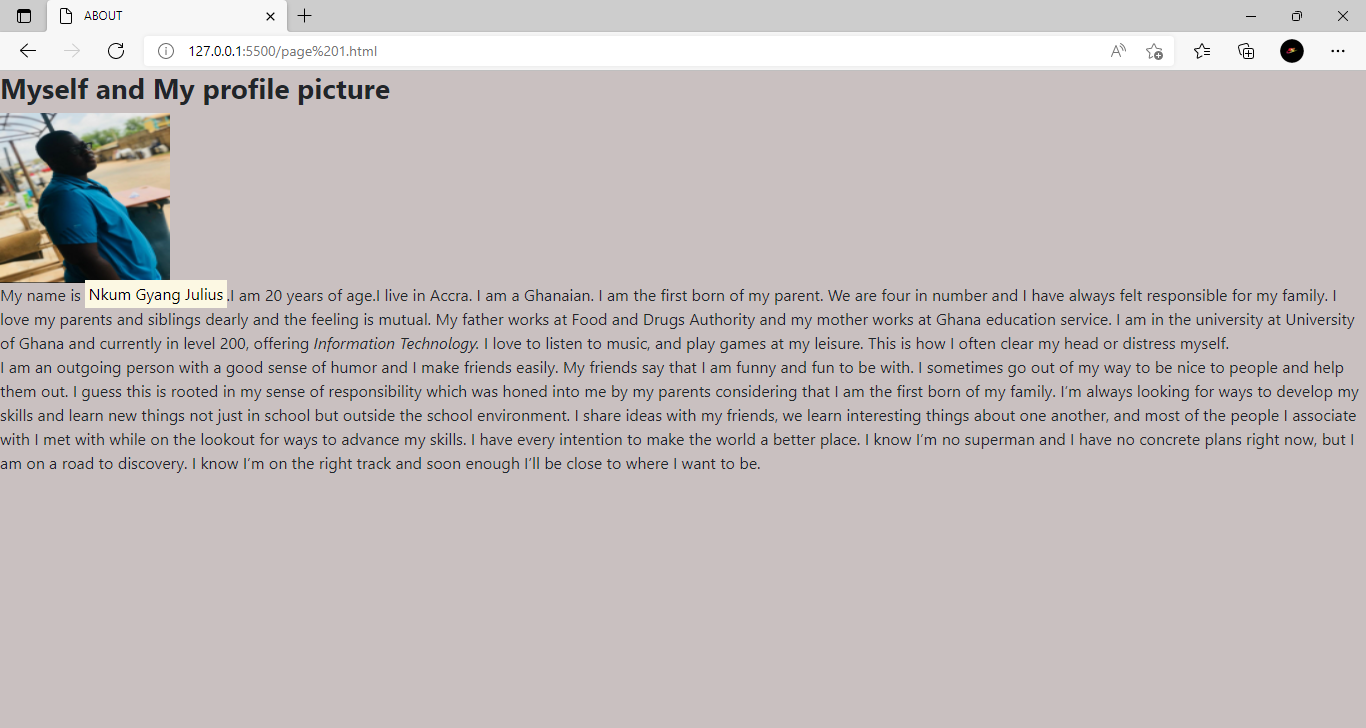 ABOUT
127.0.0.1:5500/page%201.html
Myself and My profile picture
My name is Nkum Gyang Julius.I am 20 years of age.I live in Accra. I am a Ghanaian. I am the first born of my parent. We are four in number and I have always felt responsible for my family. I
love my parents and siblings dearly and the feeling is mutual. My father works at Food and Drugs Authority and my mother works at Ghana education service. I am in the university at University
of Ghana and currently in level 200, offering Information Technology. I love to listen to music, and play games at my leisure. This is how I often clear my head or distress myself.
I am an outgoing person with a good sense of humor and I make friends easily. My friends say that I am funny and fun to be with. I sometimes go out of my way to be nice to people and help
them out. I guess this is rooted in my sense of responsibility which was honed into me by my parents considering that I am the first born of my family. I'm always looking for ways to develop my
skills and learn new things not just in school but outside the school environment. I share ideas with my friends, we learn interesting things about one another, and most of the people I associate
with I met with while on the lookout for ways to advance my skills. I have every intention to make the world a better place. I know I'm no superman and I have no concrete plans right now, but I
am on a road to discovery. I know I'm on the right track and soon enough I'll be close to where I want to be.